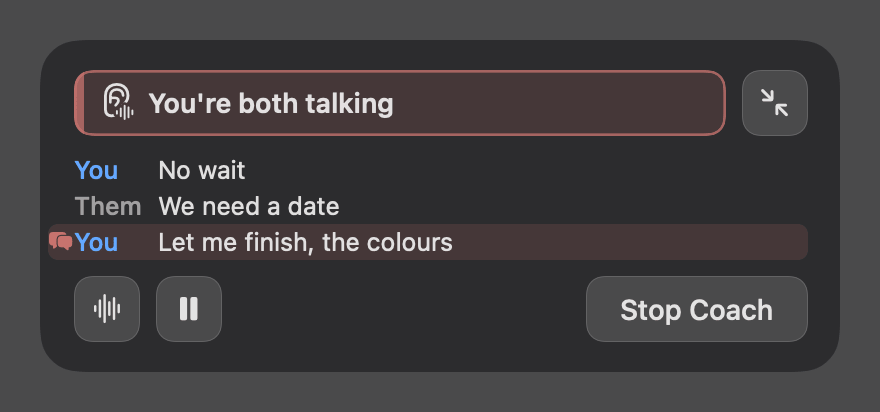 You're both talking
You No wait
Them We need a date
You Let me finish, the colours
Stop Coach